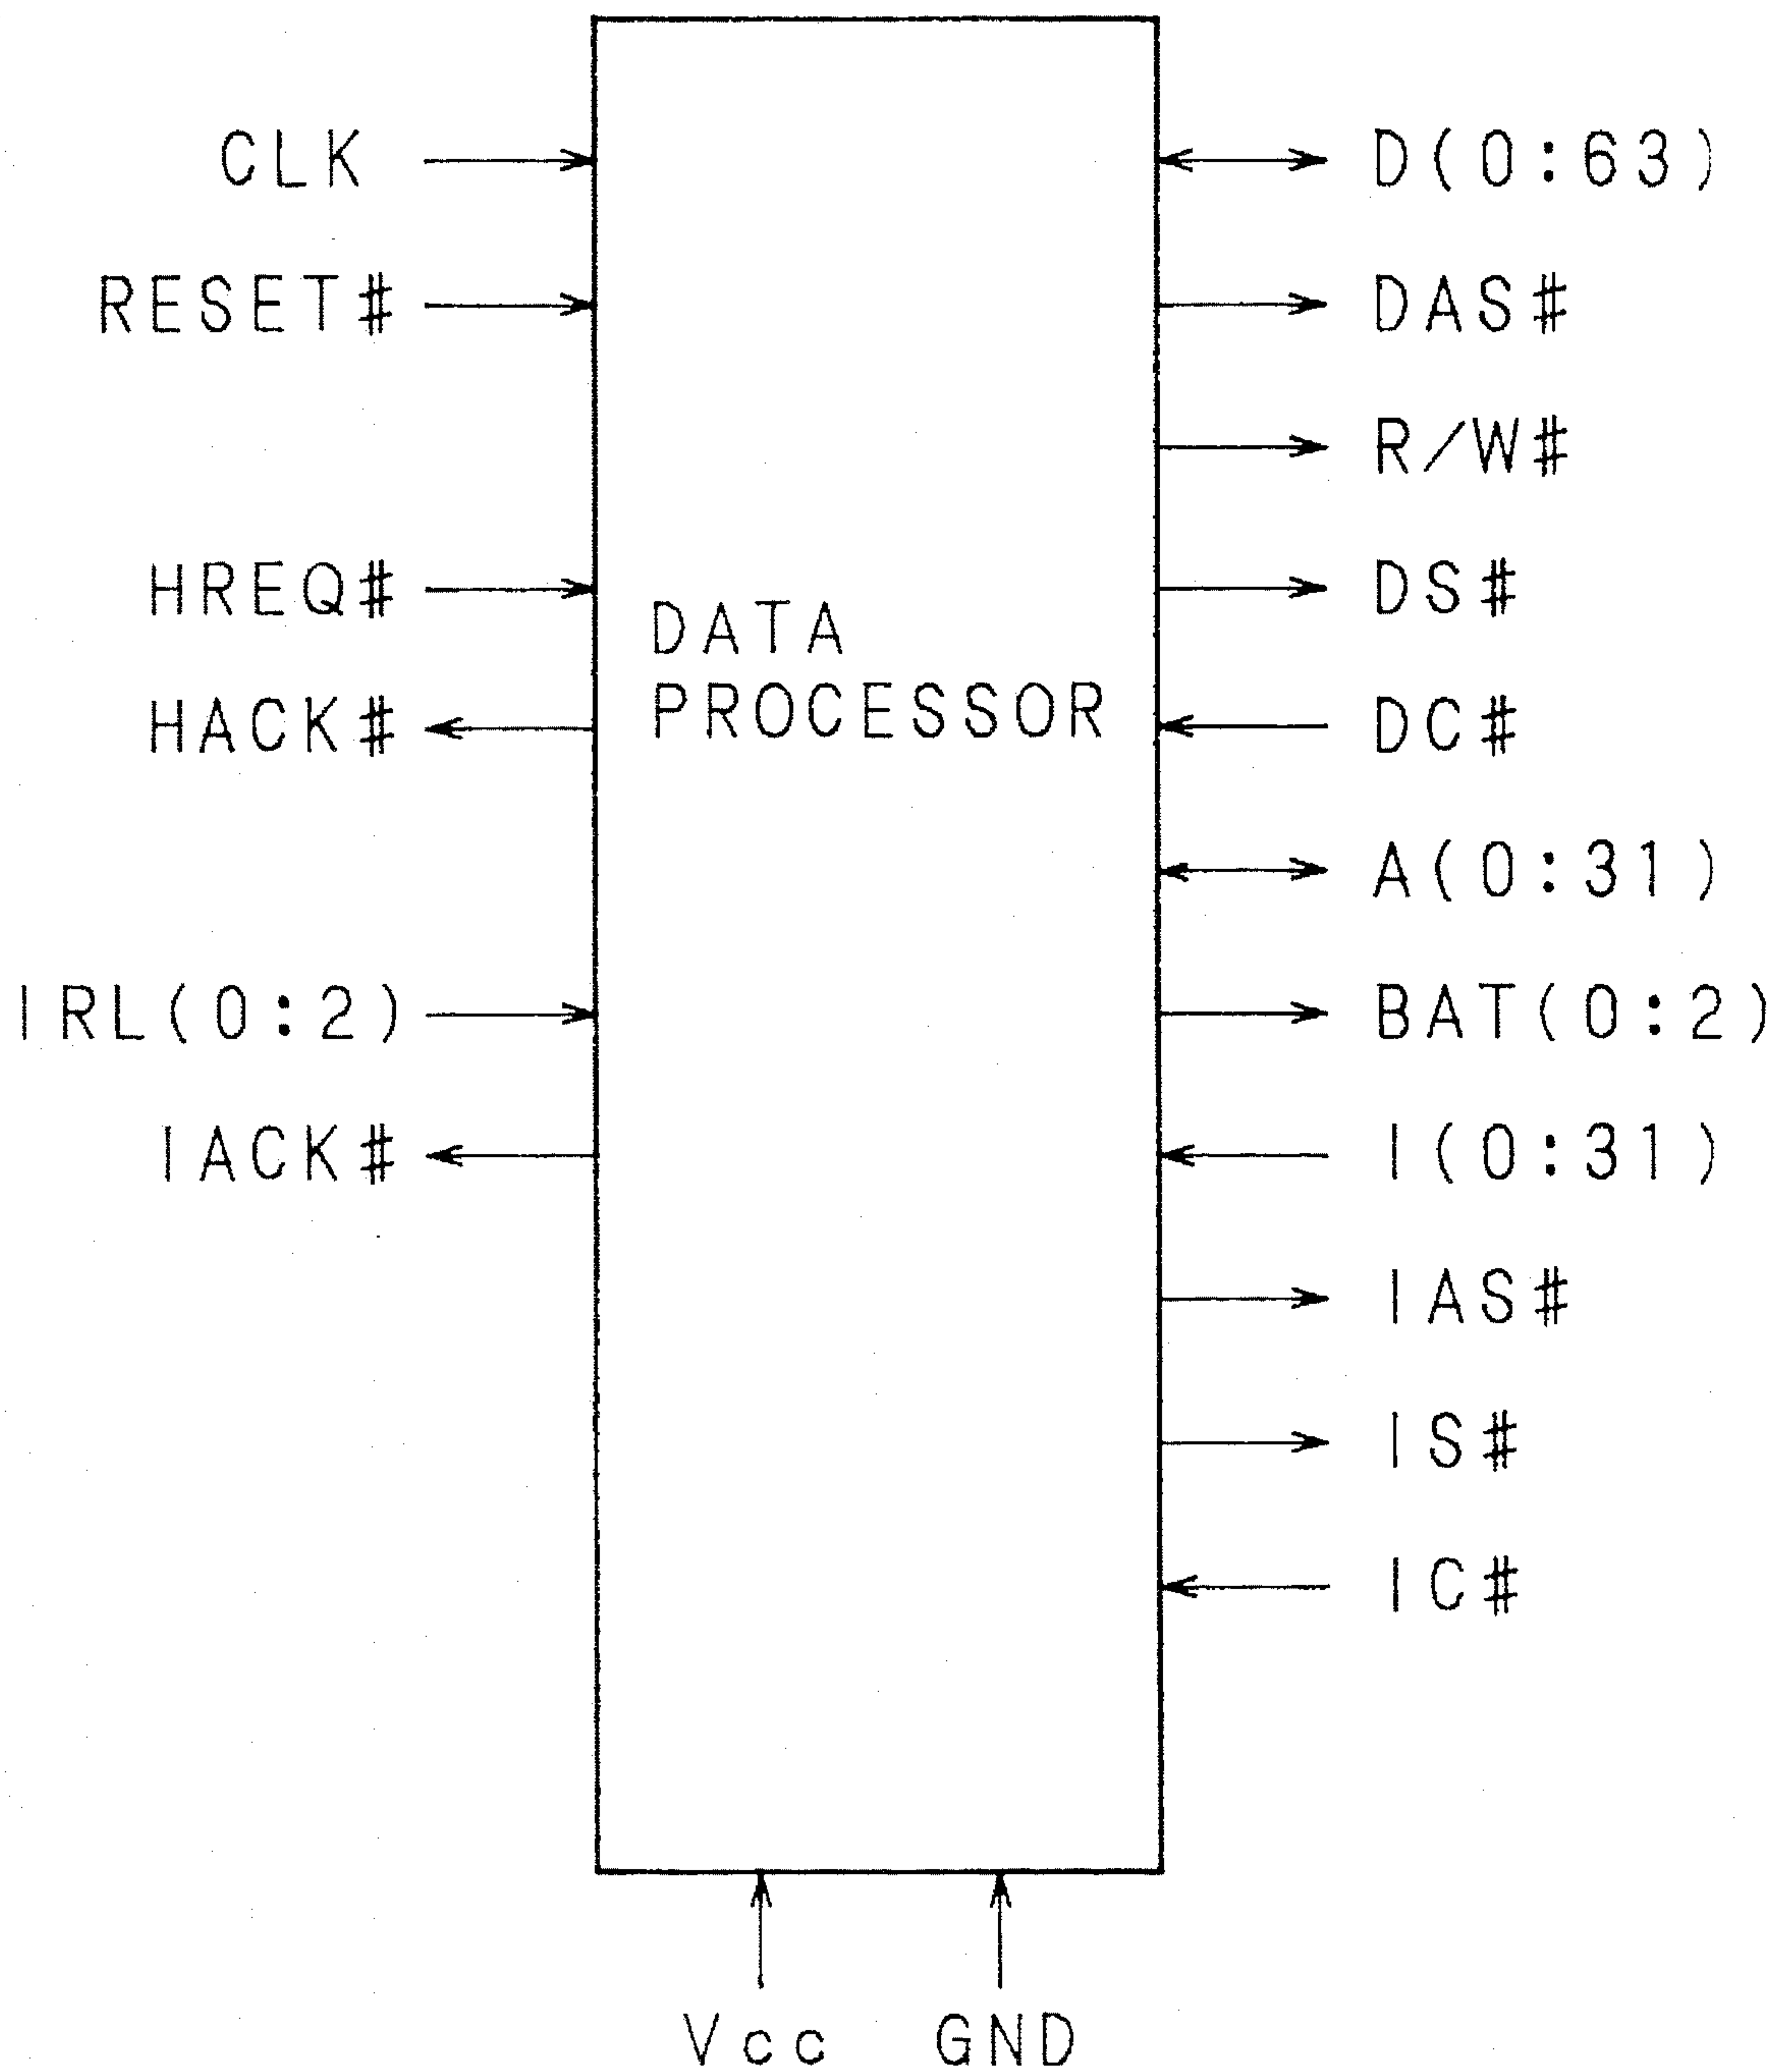 CLK
RESET#
HREQ#
HACK#
IRL(0:2)
IACK#
DATA
PROCESSOR
D(0:63)
DAS#
R/W#
DS#
DC#
A(0:31)
BAT(0:2)
I(0:31)
IAS#
IS#
IC#
Vcc GND